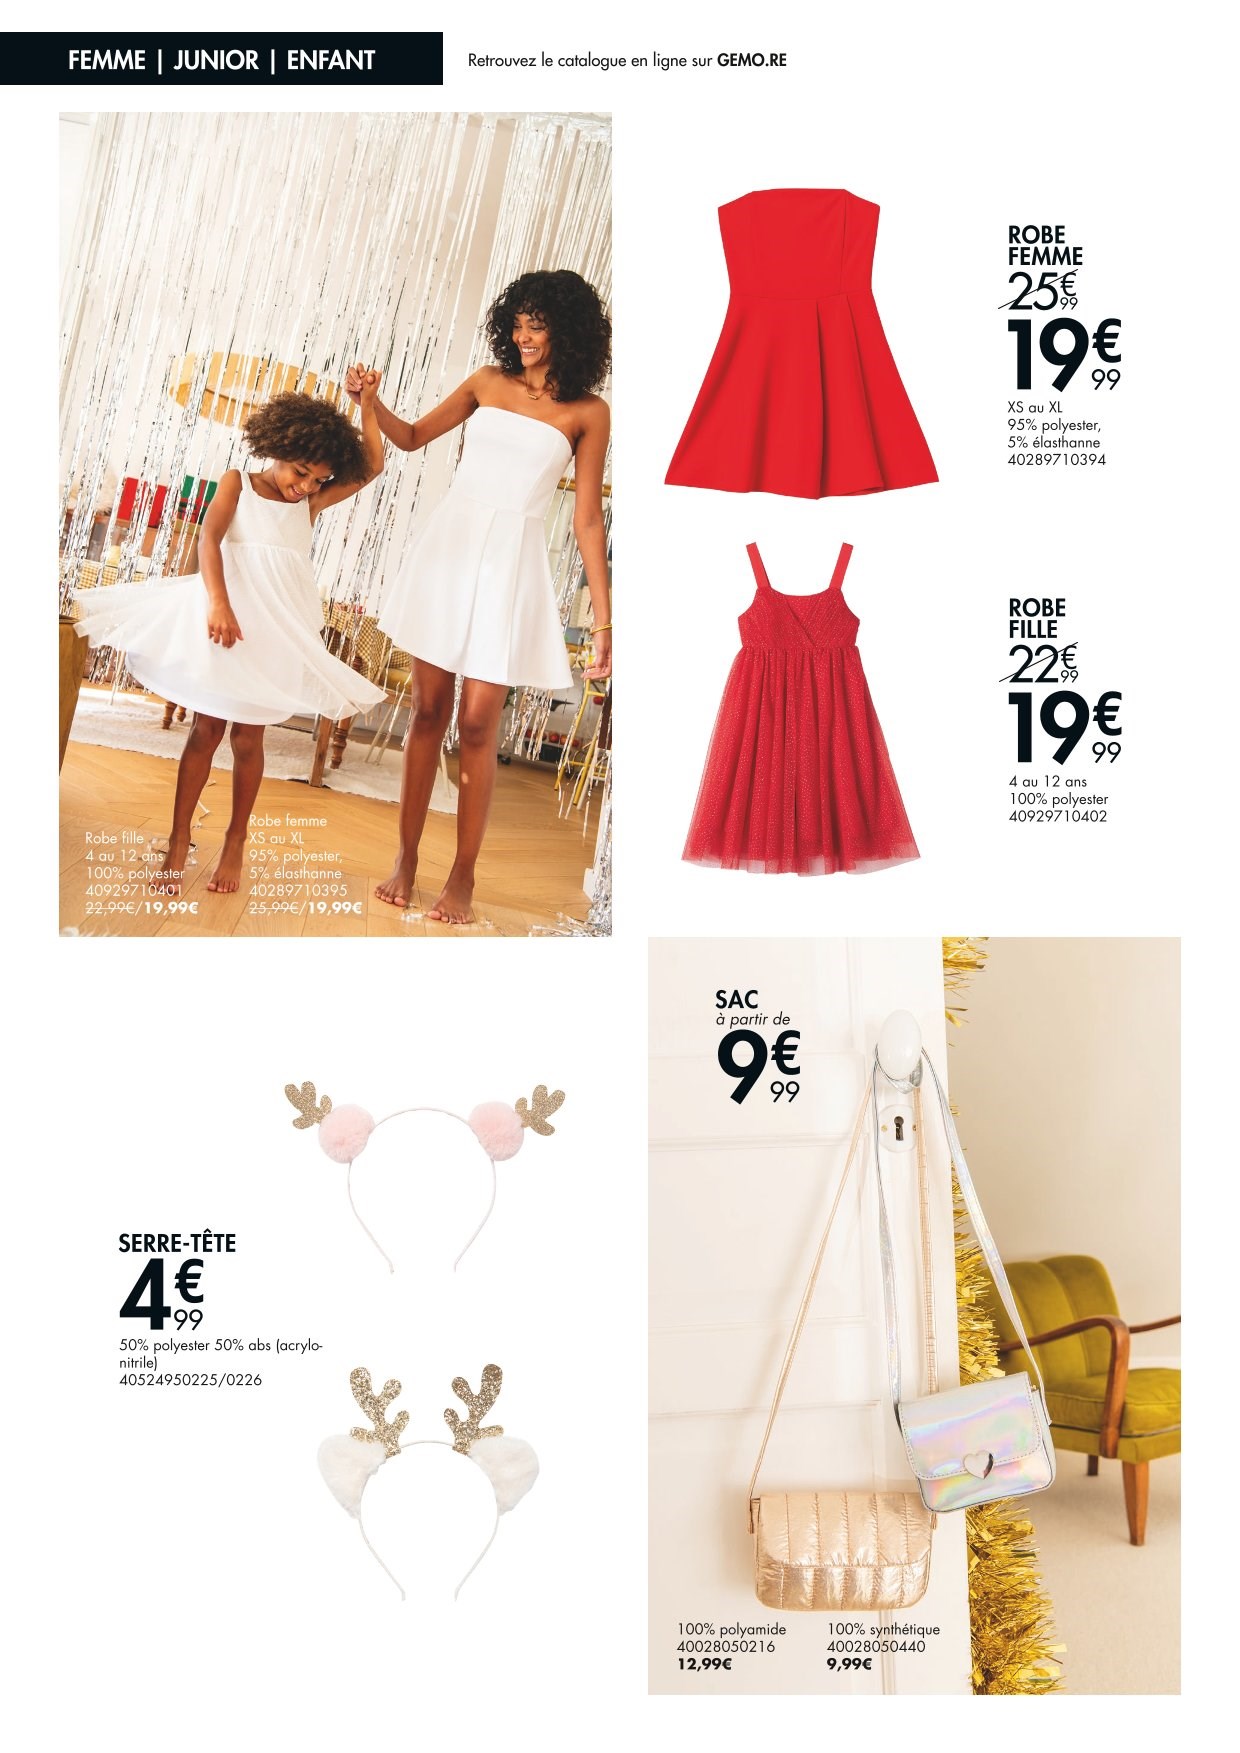 FEMME | JUNIOR | ENFANT
Retrouvez le catalogue en ligne sur GEMO.RE
ROBE
FEMME
25€99
19€99
XS au XL
95% polyester,
5% élasthanne
40289710394
ROBE
FILLE
22€99
19€99
4 au 12 ans
100% polyester
40929710402
Robe fille
4 au 12 ans
100% polyester
40929710401
22,99€/19,99€
Robe femme
XS au XL
95% polyester,
5% élasthanne
40289710395
25,99€/19,99€
SERRE-TÊTE
4€99
50% polyester 50% abs (acrylo-
nitrile)
40524950225/0226
SAC
à partir de
9€99
100% polyamide
40028050216
12,99€
100% synthétique
40028050440
9,99€